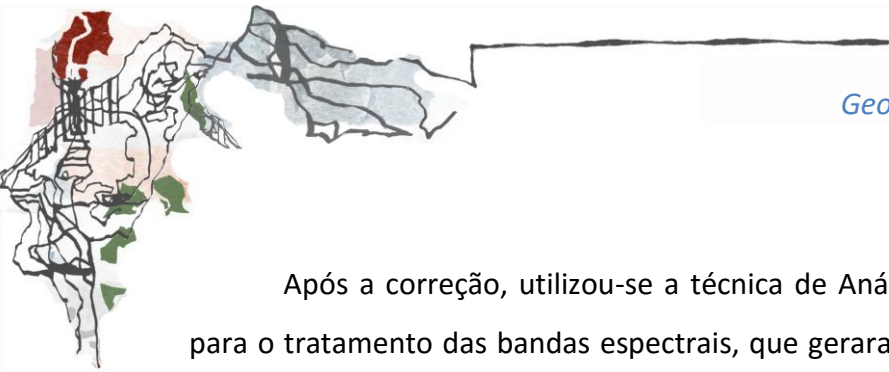 Geo
Após a correção, utilizou-se a técnica de Aná
para o tratamento das bandas espectrais, que gerara